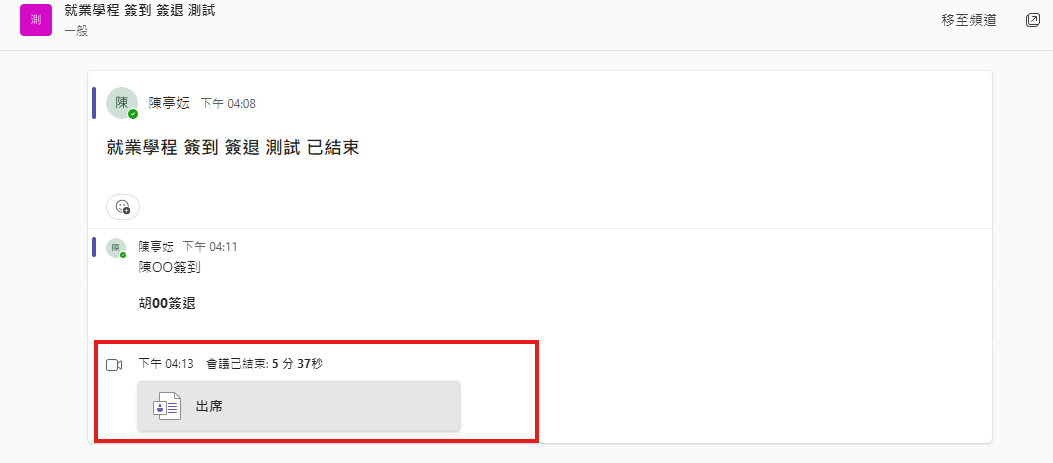 測
就業學程 簽到 簽退 測試
一般
移至頻道
陳
陳葶妘 下午 04:08
就業學程 簽到 簽退 測試 已結束
陳
陳葶妘 下午 04:11
陳OO簽到
胡00簽退
下午 04:13 會議已結束: 5 分 37秒
出席